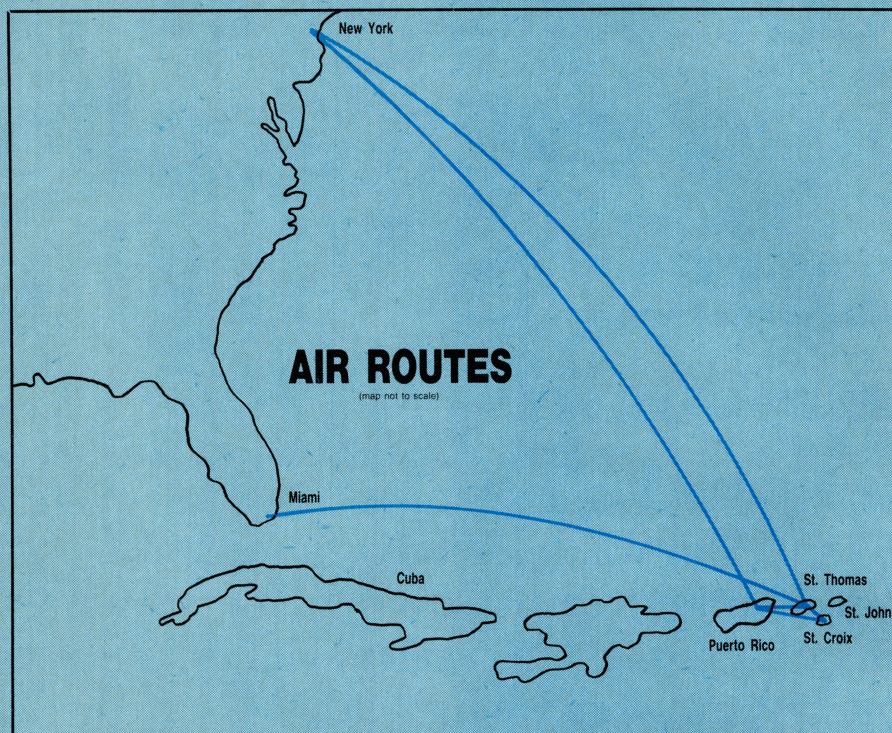 New York
AIR ROUTES
(map not to scale)
Miami
Cuba
St. Thomas
St. John
Puerto Rico
St. Croix